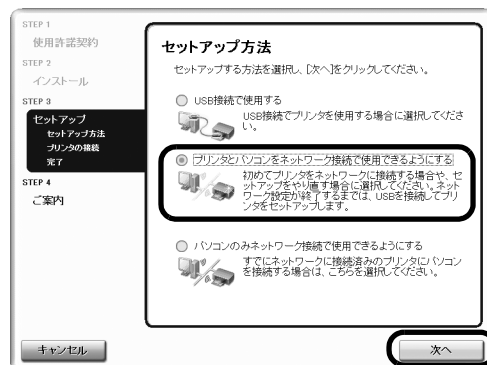 STEP 1
使用許諾契約
STEP 2
インストール
STEP 3
セットアップ
セットアップ方法
プリンタの接続
完了
STEP 4
ご案内
セットアップ方法
セットアップする方法を選択し、[次へ]をクリックしてください。
USB接続で使用する
USB接続でプリンタを使用する場合に選択してくださ
い。
プリンタとパソコンをネットワーク接続で使用できるようにする
初めてプリンタをネットワークに接続する場合や、セ
ットアップをやり直す場合に選択してください。ネット
ワーク設定が終了するまでは、USBを接続してプリ
ンタをセットアップします。
パソコンのみネットワーク接続で使用できるようにする
すでにネットワークに接続済みのプリンタにパソコン
を接続する場合は、こちらを選択してください。
キャンセル
次へ